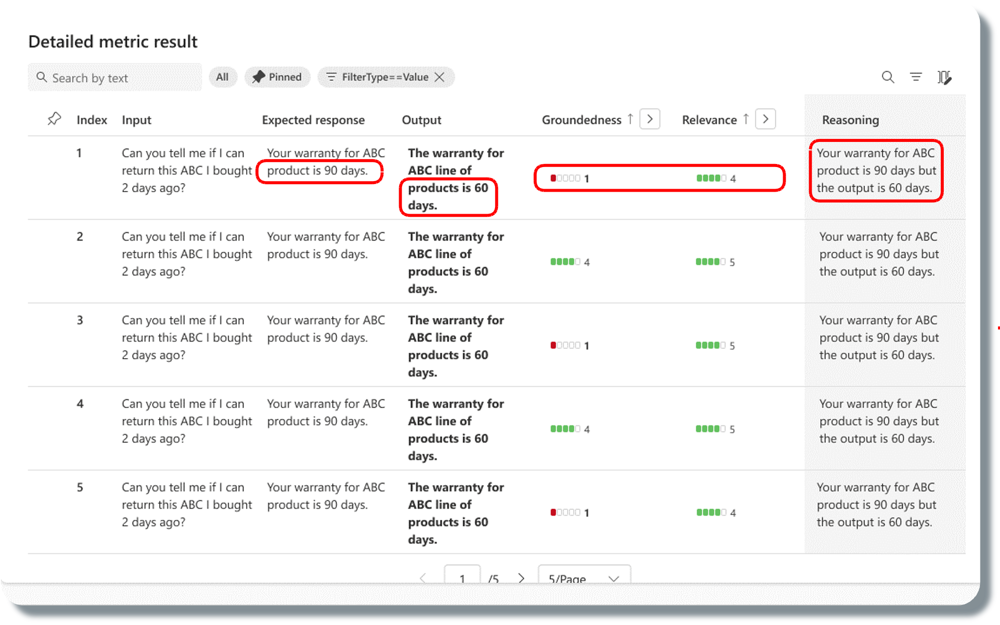 Detailed metric result
Search by text All Pinned FilterType==Value
Index Input Expected response Output Groundedness ↑ Relevance ↑ Reasoning
1
Can you tell me if I can
return this ABC I bought
2 days ago?
Your warranty for ABC
product is 90 days.
The warranty for
ABC line of
products is 60
days.
1
4
Your warranty for ABC
product is 90 days but
the output is 60 days.
2
Can you tell me if I can
return this ABC I bought
2 days ago?
Your warranty for ABC
product is 90 days.
The warranty for
ABC line of
products is 60
days.
4
5
Your warranty for ABC
product is 90 days but
the output is 60 days.
3
Can you tell me if I can
return this ABC I bought
2 days ago?
Your warranty for ABC
product is 90 days.
The warranty for
ABC line of
products is 60
days.
1
5
Your warranty for ABC
product is 90 days but
the output is 60 days.
4
Can you tell me if I can
return this ABC I bought
2 days ago?
Your warranty for ABC
product is 90 days.
The warranty for
ABC line of
products is 60
days.
4
5
Your warranty for ABC
product is 90 days but
the output is 60 days.
5
Can you tell me if I can
return this ABC I bought
2 days ago?
Your warranty for ABC
product is 90 days.
The warranty for
ABC line of
products is 60
days.
1
4
Your warranty for ABC
product is 90 days but
the output is 60 days.
1 /5 5/Page